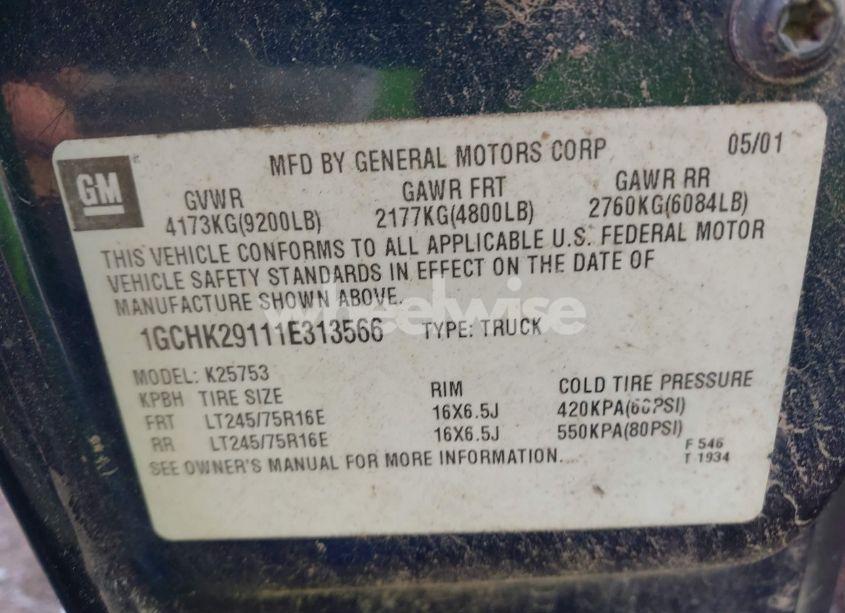 MFD BY GENERAL MOTORS CORP 05/01
GM
GVWR GAWR FRT GAWR RR
4173KG(9200LB) 2177KG(4800LB) 2760KG(6084LB)
THIS VEHICLE CONFORMS TO ALL APPLICABLE U.S. FEDERAL MOTOR
VEHICLE SAFETY STANDARDS IN EFFECT ON THE DATE OF
MANUFACTURE SHOWN ABOVE.
wheelwise
1GCHK29111E313566 TYPE: TRUCK
MODEL: K25753
KPBH TIRE SIZE RIM COLD TIRE PRESSURE
FRT LT245/75R16E 16X6.5J 420KPA(60PSI)
RR LT245/75R16E 16X6.5J 550KPA(80PSI)
SEE OWNER'S MANUAL FOR MORE INFORMATION.
F 546
T 1934